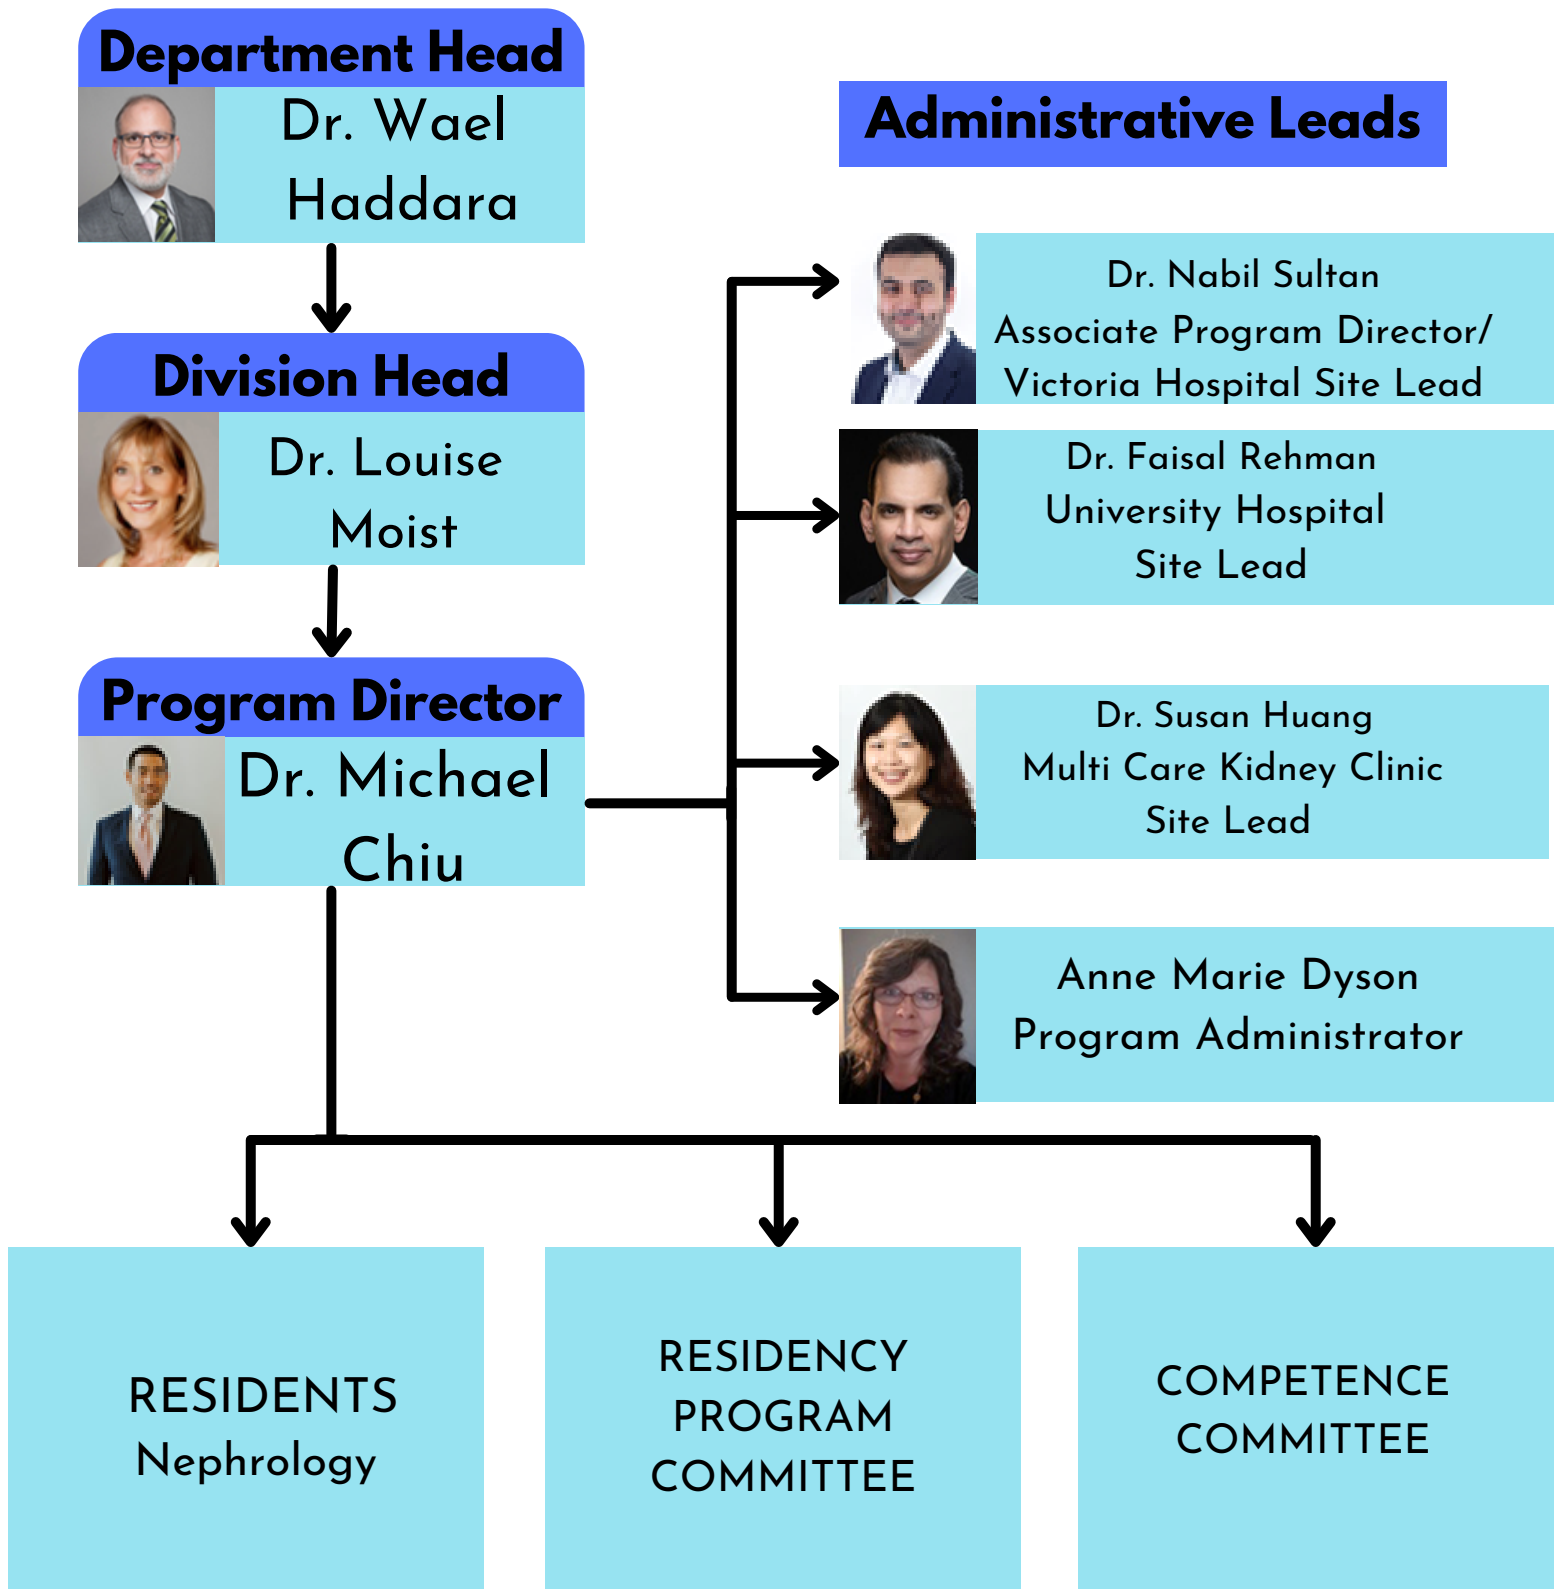 Department Head
Dr. Wael
Haddara
Division Head
Dr. Louise
Moist
Program Director
Dr. Michael
Chiu
Administrative Leads
Dr. Nabil Sultan
Associate Program Director/
Victoria Hospital Site Lead
Dr. Faisal Rehman
University Hospital
Site Lead
Dr. Susan Huang
Multi Care Kidney Clinic
Site Lead
Anne Marie Dyson
Program Administrator
RESIDENTS
Nephrology
RESIDENCY
PROGRAM
COMMITTEE
COMPETENCE
COMMITTEE